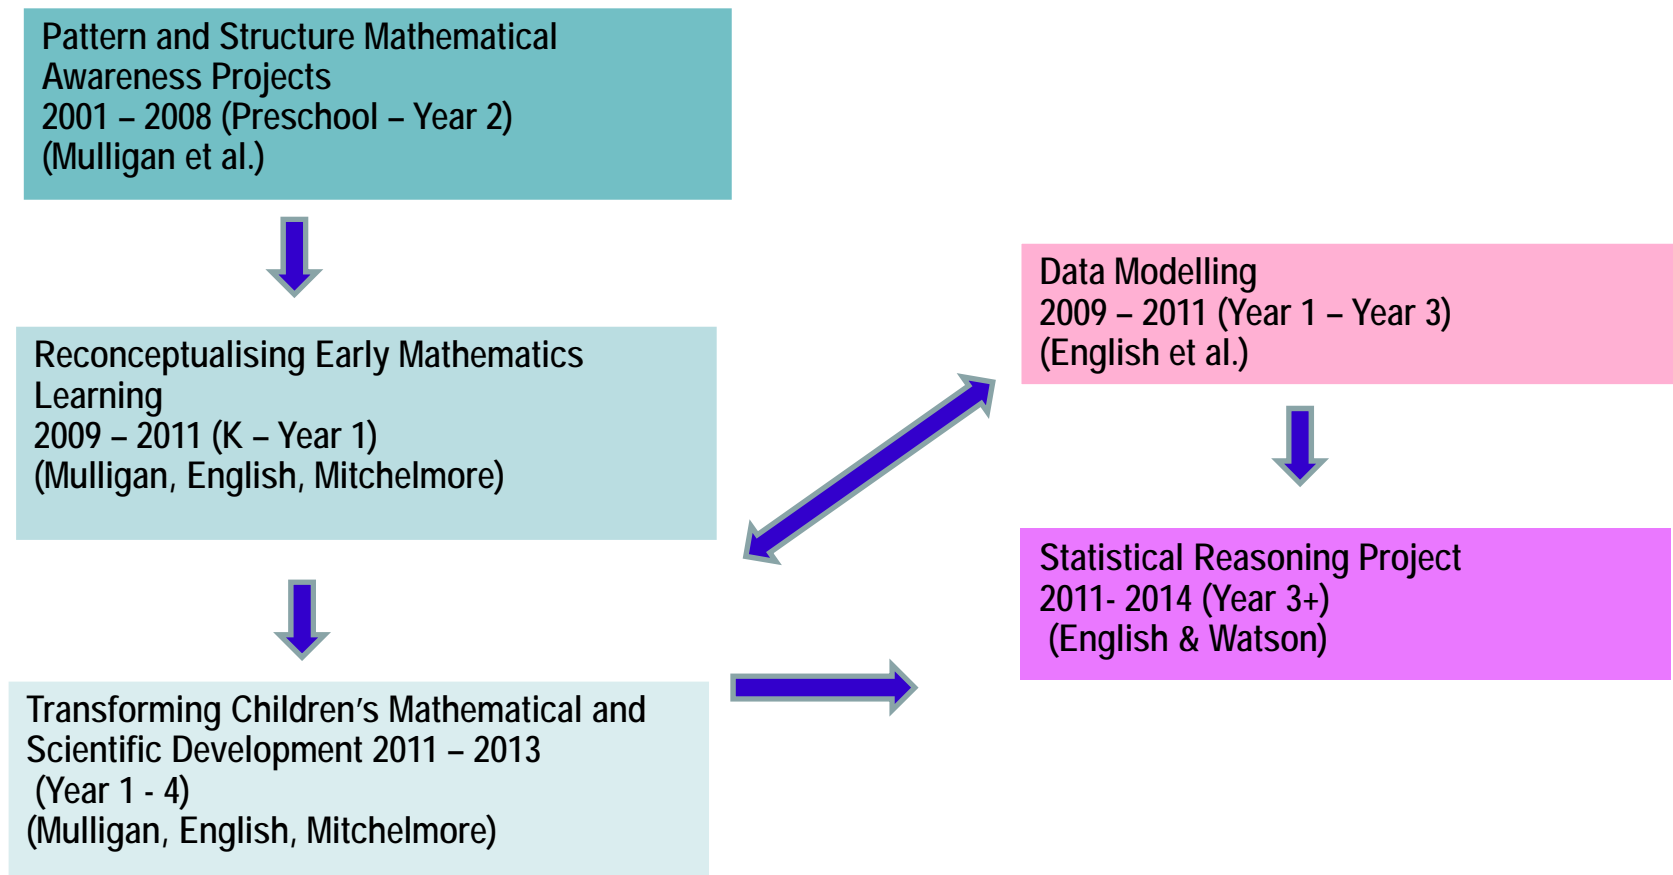 Pattern and Structure Mathematical
Awareness Projects
2001 – 2008 (Preschool – Year 2)
(Mulligan et al.)
Reconceptualising Early Mathematics
Learning
2009 – 2011 (K – Year 1)
(Mulligan, English, Mitchelmore)
Transforming Children’s Mathematical and
Scientific Development 2011 – 2013
(Year 1 - 4)
(Mulligan, English, Mitchelmore)
Data Modelling
2009 – 2011 (Year 1 – Year 3)
(English et al.)
Statistical Reasoning Project
2011- 2014 (Year 3+)
(English & Watson)